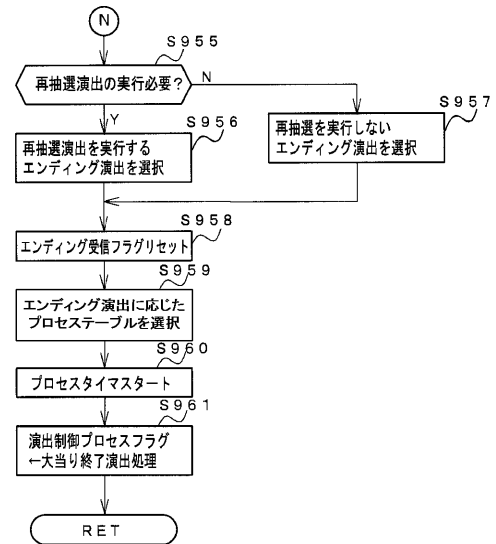 N
S955
再抽選演出の実行必要?
N
Y
S956
再抽選演出を実行する
エンディング演出を選択
S957
再抽選を実行しない
エンディング演出を選択
S958
エンディング受信フラグリセット
S959
エンディング演出に応じた
プロセステーブルを選択
S960
プロセスタイマスタート
S961
演出制御プロセスフラグ
←大当り終了演出処理
RET